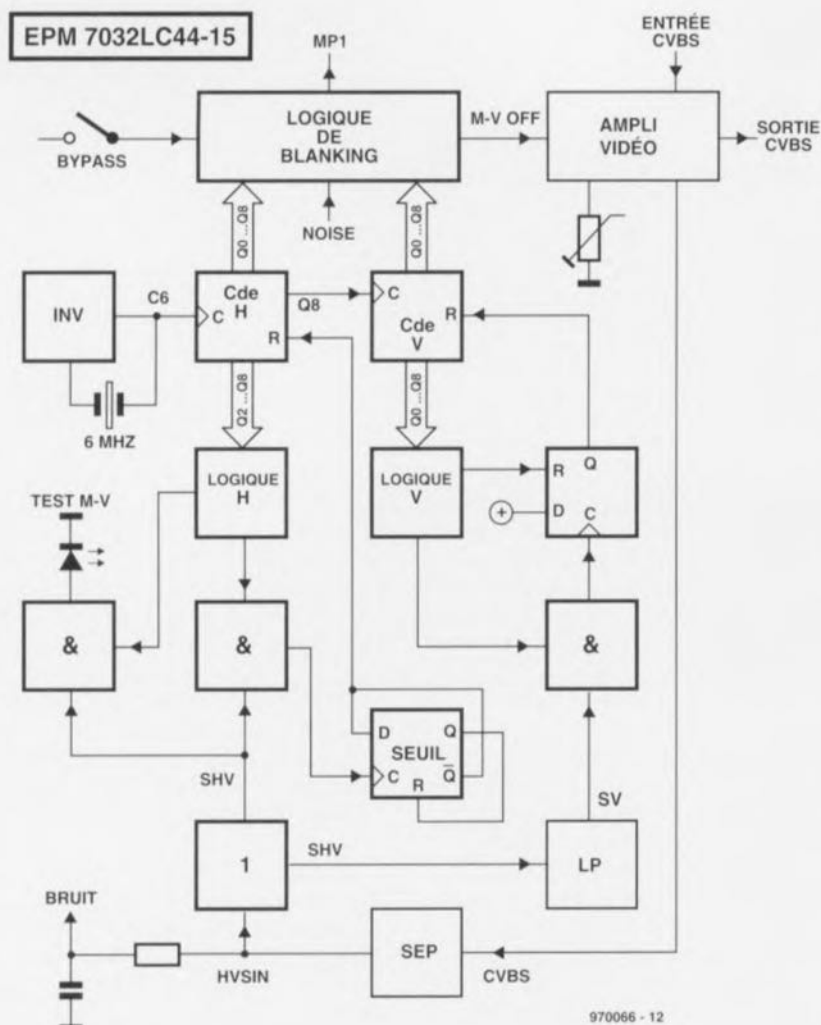 EPM 7032LC44-15
MP1
ENTRÉE
CVBS
LOGIQUE
DE
BLANKING
M-V OFF
AMPLI
VIDÉO
SORTIE
CVBS
BYPASS
Q0 ...Q8
NOISE
Q0 ...Q8
INV
C6
C
Cde
H
R
Q8
C
Cde
V
R
6 MHZ
Q2 ...Q8
Q0 ...Q8
TEST M-V
LOGIQUE
H
LOGIQUE
V
R
Q
D
C
+
&
&
&
D
Q
SEUIL
C
R
Q̅
SHV
SV
1
SHV
LP
BRUIT
SEP
HVSIN
CVBS
970066 - 12